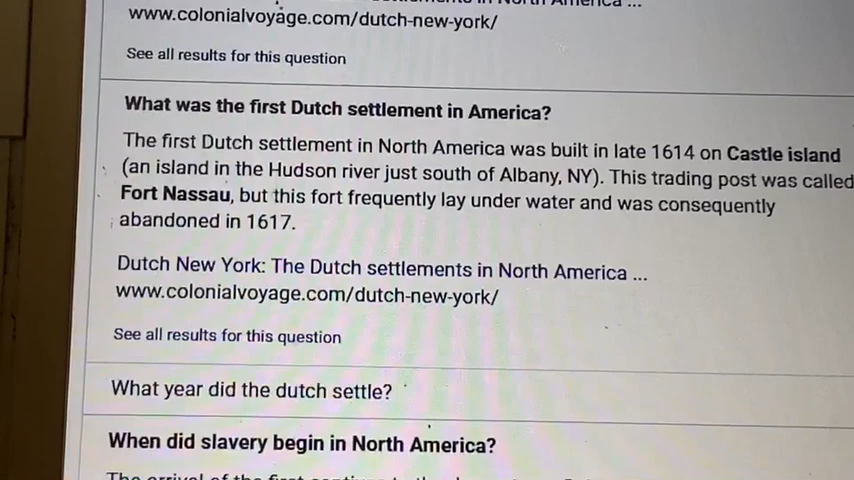 www.colonialvoyage.com/dutch-new-york/
See all results for this question
What was the first Dutch settlement in America?
The first Dutch settlement in North America was built in late 1614 on Castle island
(an island in the Hudson river just south of Albany, NY). This trading post was called
Fort Nassau, but this fort frequently lay under water and was consequently
abandoned in 1617.
Dutch New York: The Dutch settlements in North America ...
www.colonialvoyage.com/dutch-new-york/
See all results for this question
What year did the dutch settle?
When did slavery begin in North America?